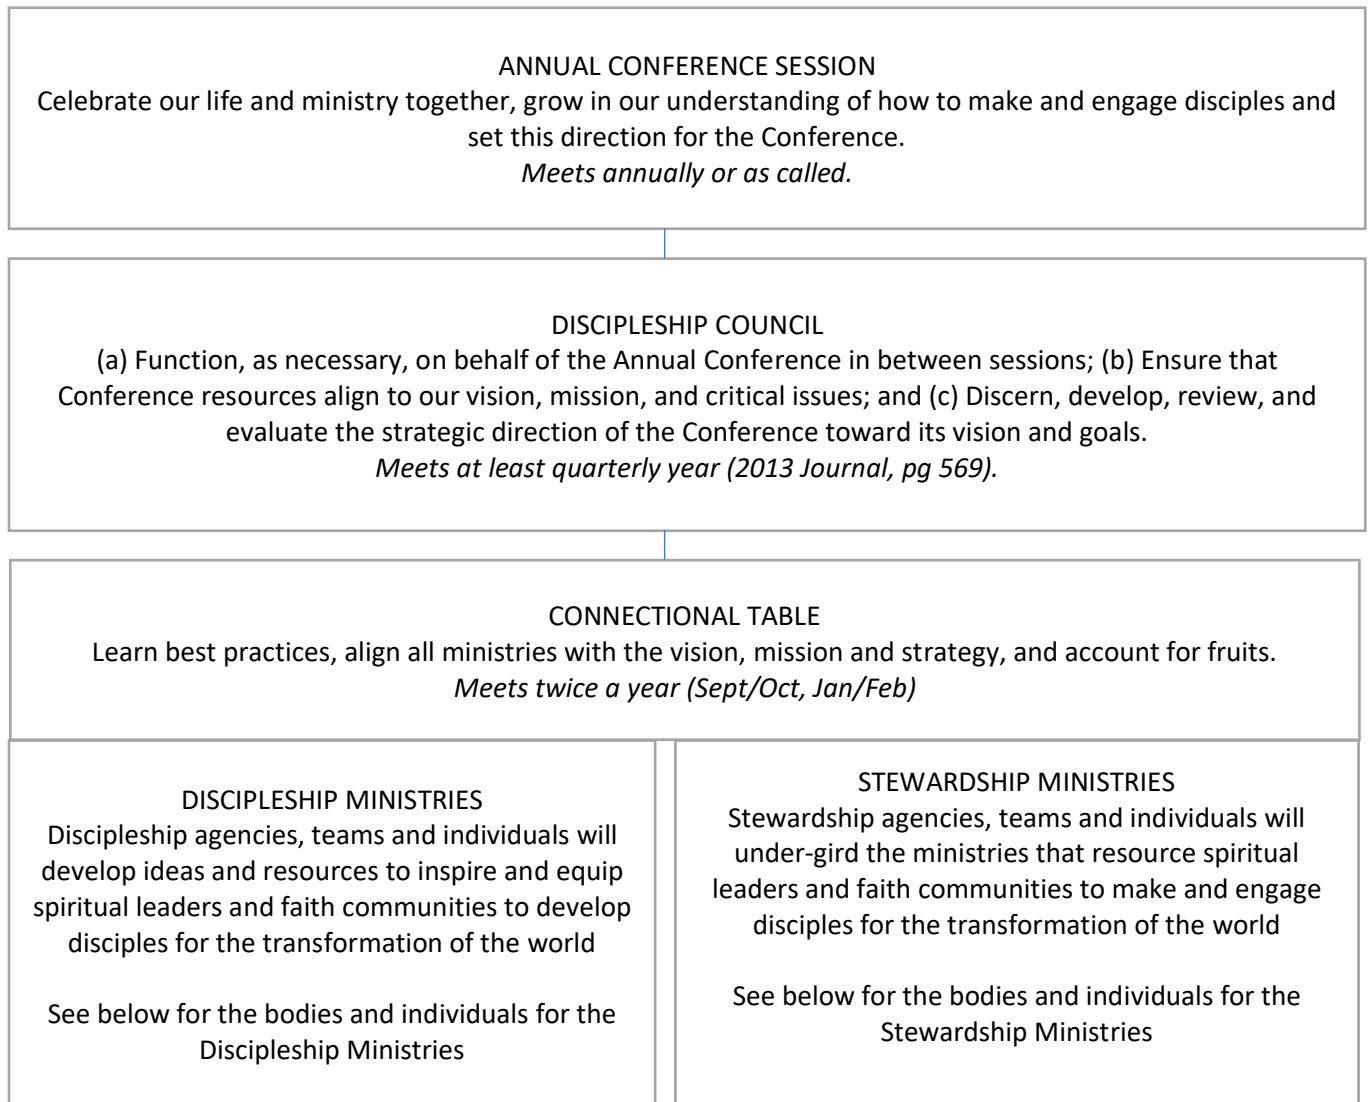 ANNUAL CONFERENCE SESSION
Celebrate our life and ministry together, grow in our understanding of how to make and engage disciples and
set this direction for the Conference.
Meets annually or as called.
DISCIPLESHIP COUNCIL
(a) Function, as necessary, on behalf of the Annual Conference in between sessions; (b) Ensure that
Conference resources align to our vision, mission, and critical issues; and (c) Discern, develop, review, and
evaluate the strategic direction of the Conference toward its vision and goals.
Meets at least quarterly year (2013 Journal, pg 569).
CONNECTIONAL TABLE
Learn best practices, align all ministries with the vision, mission and strategy, and account for fruits.
Meets twice a year (Sept/Oct, Jan/Feb)
DISCIPLESHIP MINISTRIES
Discipleship agencies, teams and individuals will
develop ideas and resources to inspire and equip
spiritual leaders and faith communities to develop
disciples for the transformation of the world
See below for the bodies and individuals for the
Discipleship Ministries
STEWARDSHIP MINISTRIES
Stewardship agencies, teams and individuals will
under-gird the ministries that resource spiritual
leaders and faith communities to make and engage
disciples for the transformation of the world
See below for the bodies and individuals for the
Stewardship Ministries